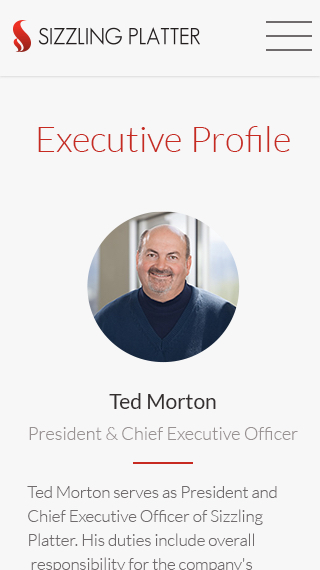 SIZZLING PLATTER
Executive Profile
Ted Morton
President & Chief Executive Officer
Ted Morton serves as President and
Chief Executive Officer of Sizzling
Platter. His duties include overall
responsibility for the company's